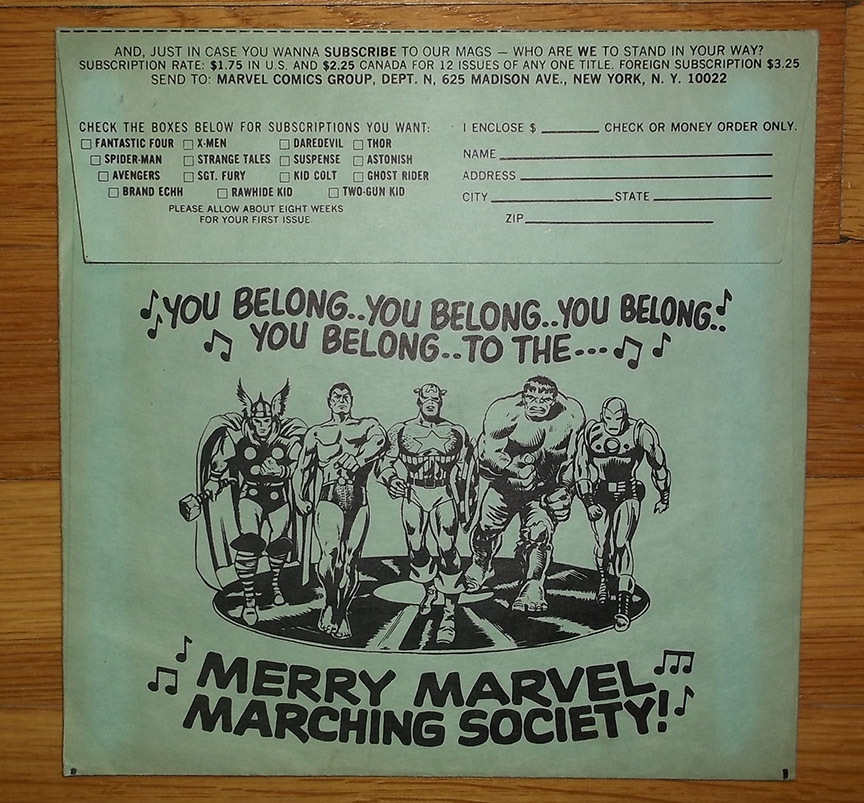 AND, JUST IN CASE YOU WANNA SUBSCRIBE TO OUR MAGS — WHO ARE WE TO STAND IN YOUR WAY?
SUBSCRIPTION RATE: $1.75 IN U.S. AND $2.25 CANADA FOR 12 ISSUES OF ANY ONE TITLE. FOREIGN SUBSCRIPTION $3.25
SEND TO: MARVEL COMICS GROUP, DEPT. N, 625 MADISON AVE., NEW YORK, N. Y. 10022
CHECK THE BOXES BELOW FOR SUBSCRIPTIONS YOU WANT:
FANTASTIC FOUR X-MEN DAREDEVIL THOR
SPIDER-MAN STRANGE TALES SUSPENSE ASTONISH
AVENGERS SGT. FURY KID COLT GHOST RIDER
BRAND ECHH RAWHIDE KID TWO-GUN KID
PLEASE ALLOW ABOUT EIGHT WEEKS
FOR YOUR FIRST ISSUE.
I ENCLOSE $ ______ CHECK OR MONEY ORDER ONLY.
NAME
ADDRESS
CITY STATE
ZIP
YOU BELONG..YOU BELONG..YOU BELONG..
YOU BELONG..TO THE---
MERRY MARVEL
MARCHING SOCIETY!